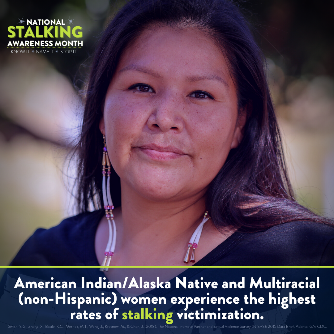 NATIONAL
STALKING
AWARENESS MONTH
American Indian/Alaska Native and Multiracial
(non-Hispanic) women experience the highest
rates of stalking victimization.